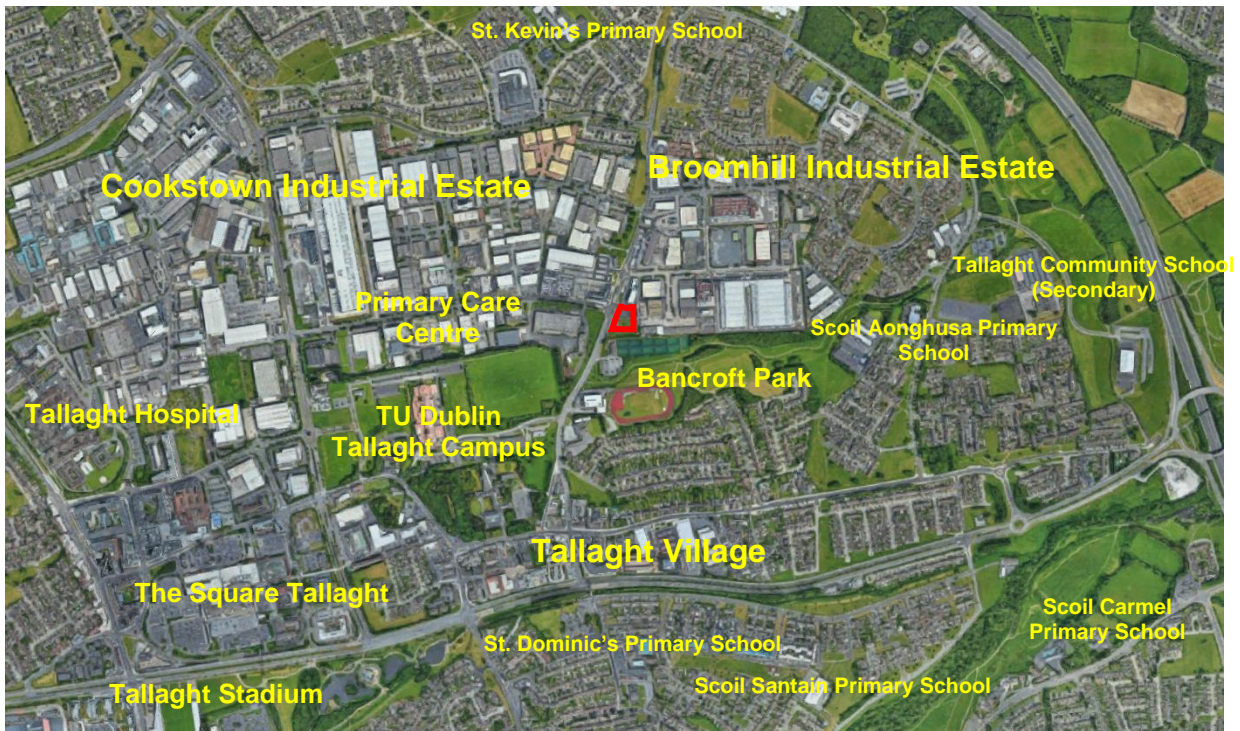 St. Kevin's Primary School
Broomhill Industrial Estate
Cookstown Industrial Estate
Tallaght Community School
(Secondary)
Primary Care
Centre
Scoil Aonghusa Primary
School
Bancroft Park
Tallaght Hospital
TU Dublin
Tallaght Campus
Tallaght Village
The Square Tallaght
Scoil Carmel
Primary School
St. Dominic's Primary School
Scoil Santain Primary School
Tallaght Stadium